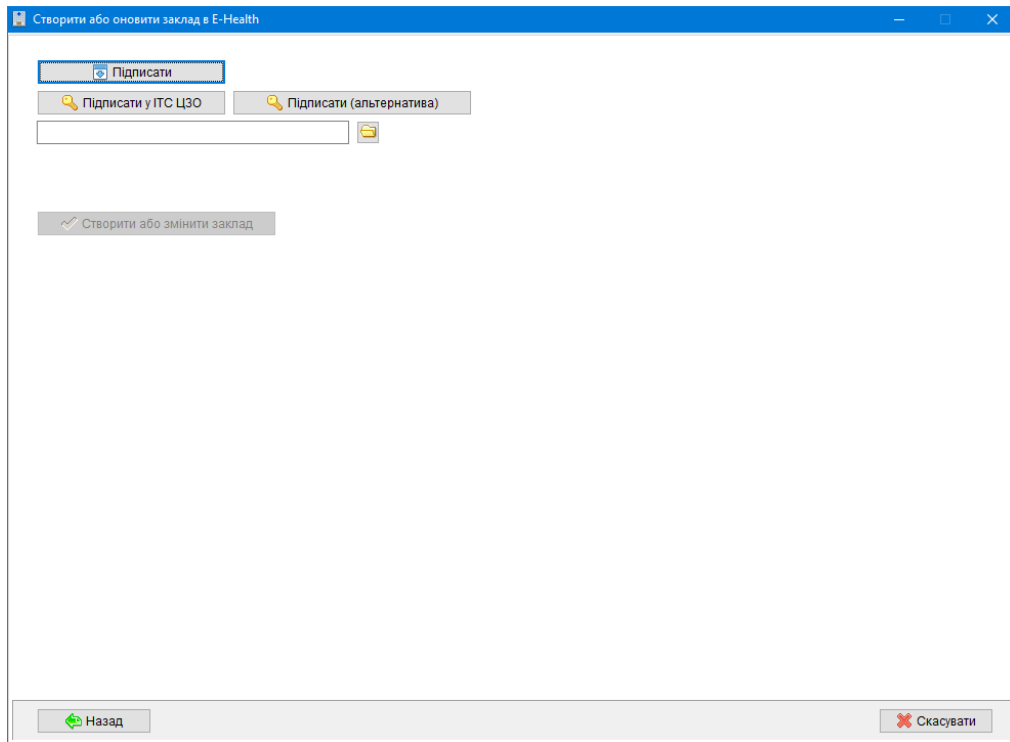 Створити або оновити заклад в E-Health
Підписати
Підписати у ІТС ЦЗО
Підписати (альтернатива)
Створити або змінити заклад
Назад
Скасувати